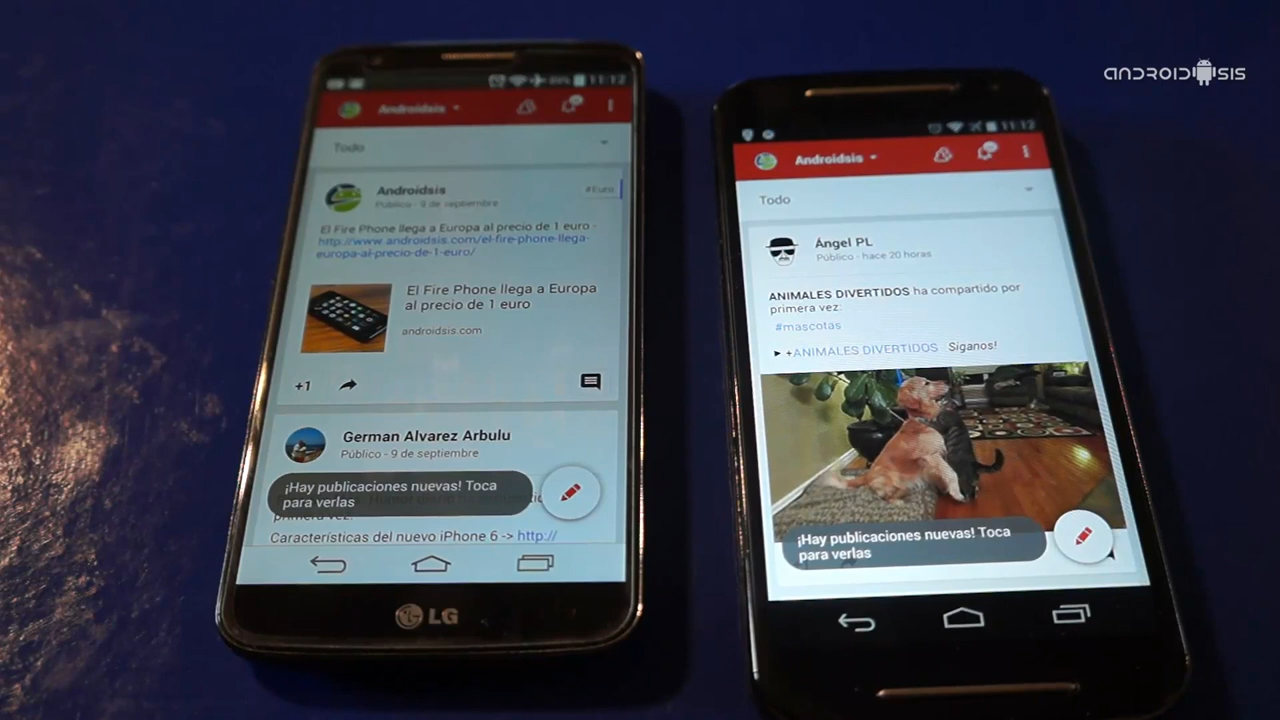 ANDROIDSIS
11:12
Androidsis
Todo
Androidsis
Público - 9 de septiembre
#Euro
El Fire Phone llega a Europa al precio de 1 euro -
http://www.androidsis.com/el-fire-phone-llega-
europa-al-precio-de-1-euro/
El Fire Phone llega a Europa
al precio de 1 euro
androidsis.com
+1
German Alvarez Arbulu
Público - 9 de septiembre
¡Hay publicaciones nuevas! Toca
para verlas
primera vez:
Características del nuevo iPhone 6 -> http://
LG
11:12
Androidsis
Todo
Ángel PL
Público - hace 20 horas
ANIMALES DIVERTIDOS ha compartido por
primera vez:
#mascotas
► +ANIMALES DIVERTIDOS Siganos!
¡Hay publicaciones nuevas! Toca
para verlas